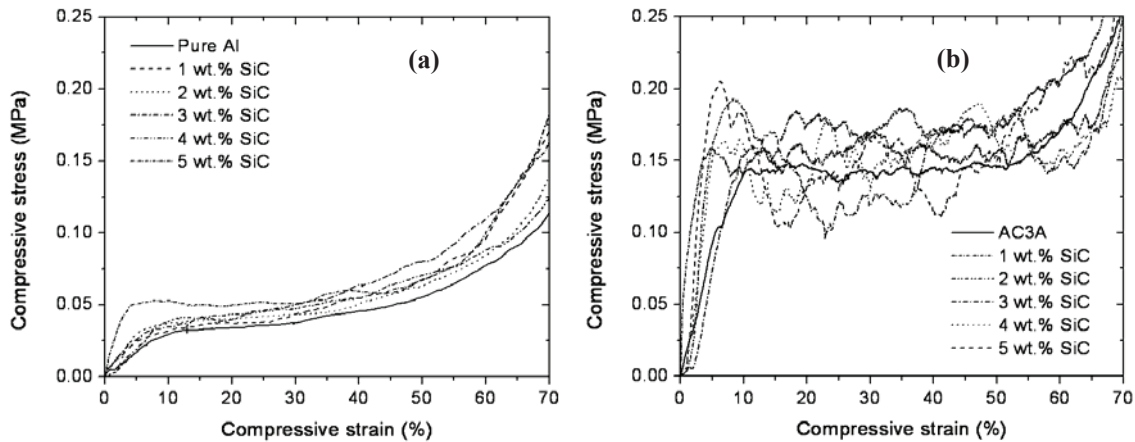 Compressive stress (MPa)
0.25
0.20
0.15
0.10
0.05
0.00
Pure Al
1 wt.% SiC
2 wt.% SiC
3 wt.% SiC
4 wt.% SiC
5 wt.% SiC
(a)
0 10 20 30 40 50 60 70
Compressive strain (%)
Compressive stress (MPa)
0.25
0.20
0.15
0.10
0.05
0.00
(b)
AC3A
1 wt.% SiC
2 wt.% SiC
3 wt.% SiC
4 wt.% SiC
5 wt.% SiC
0 10 20 30 40 50 60 70
Compressive strain (%)